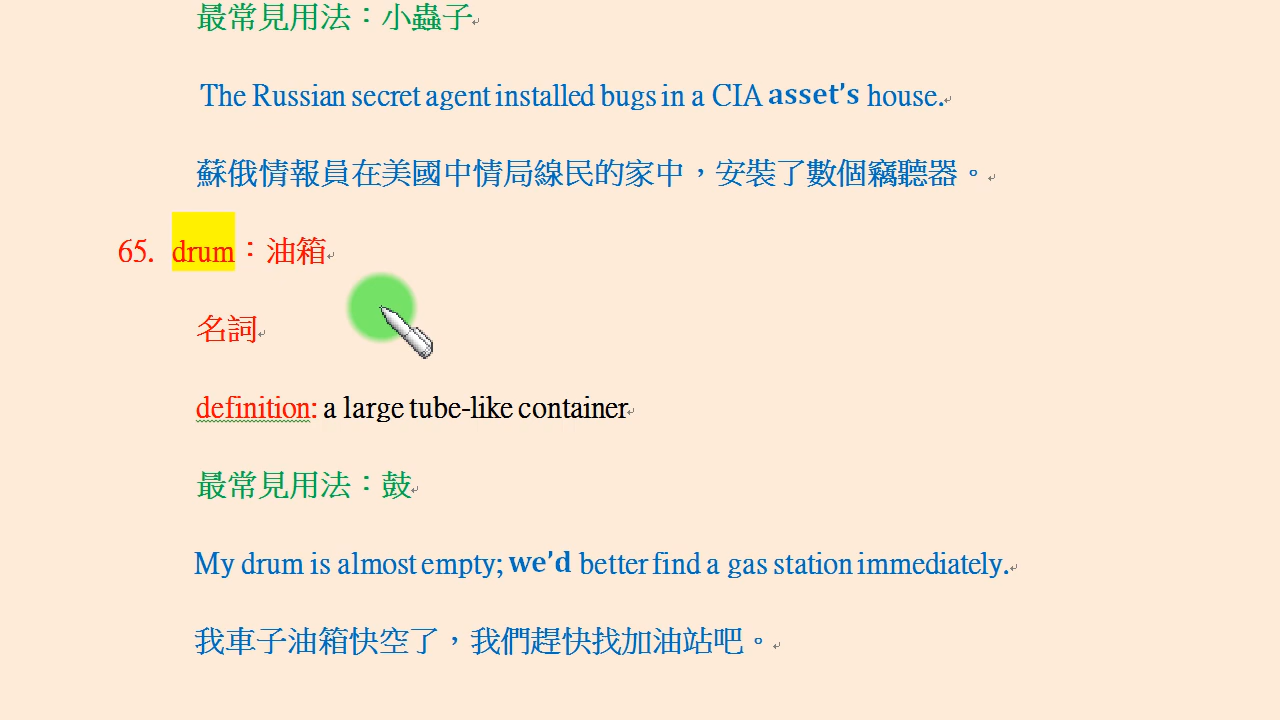 最常見用法：小蟲子
The Russian secret agent installed bugs in a CIA asset's house.
蘇俄情報員在美國中情局線民的家中，安裝了數個竊聽器。
65. drum：油箱
名詞
definition: a large tube-like container
最常見用法：鼓
My drum is almost empty; we'd better find a gas station immediately.
我車子油箱快空了，我們趕快找加油站吧。